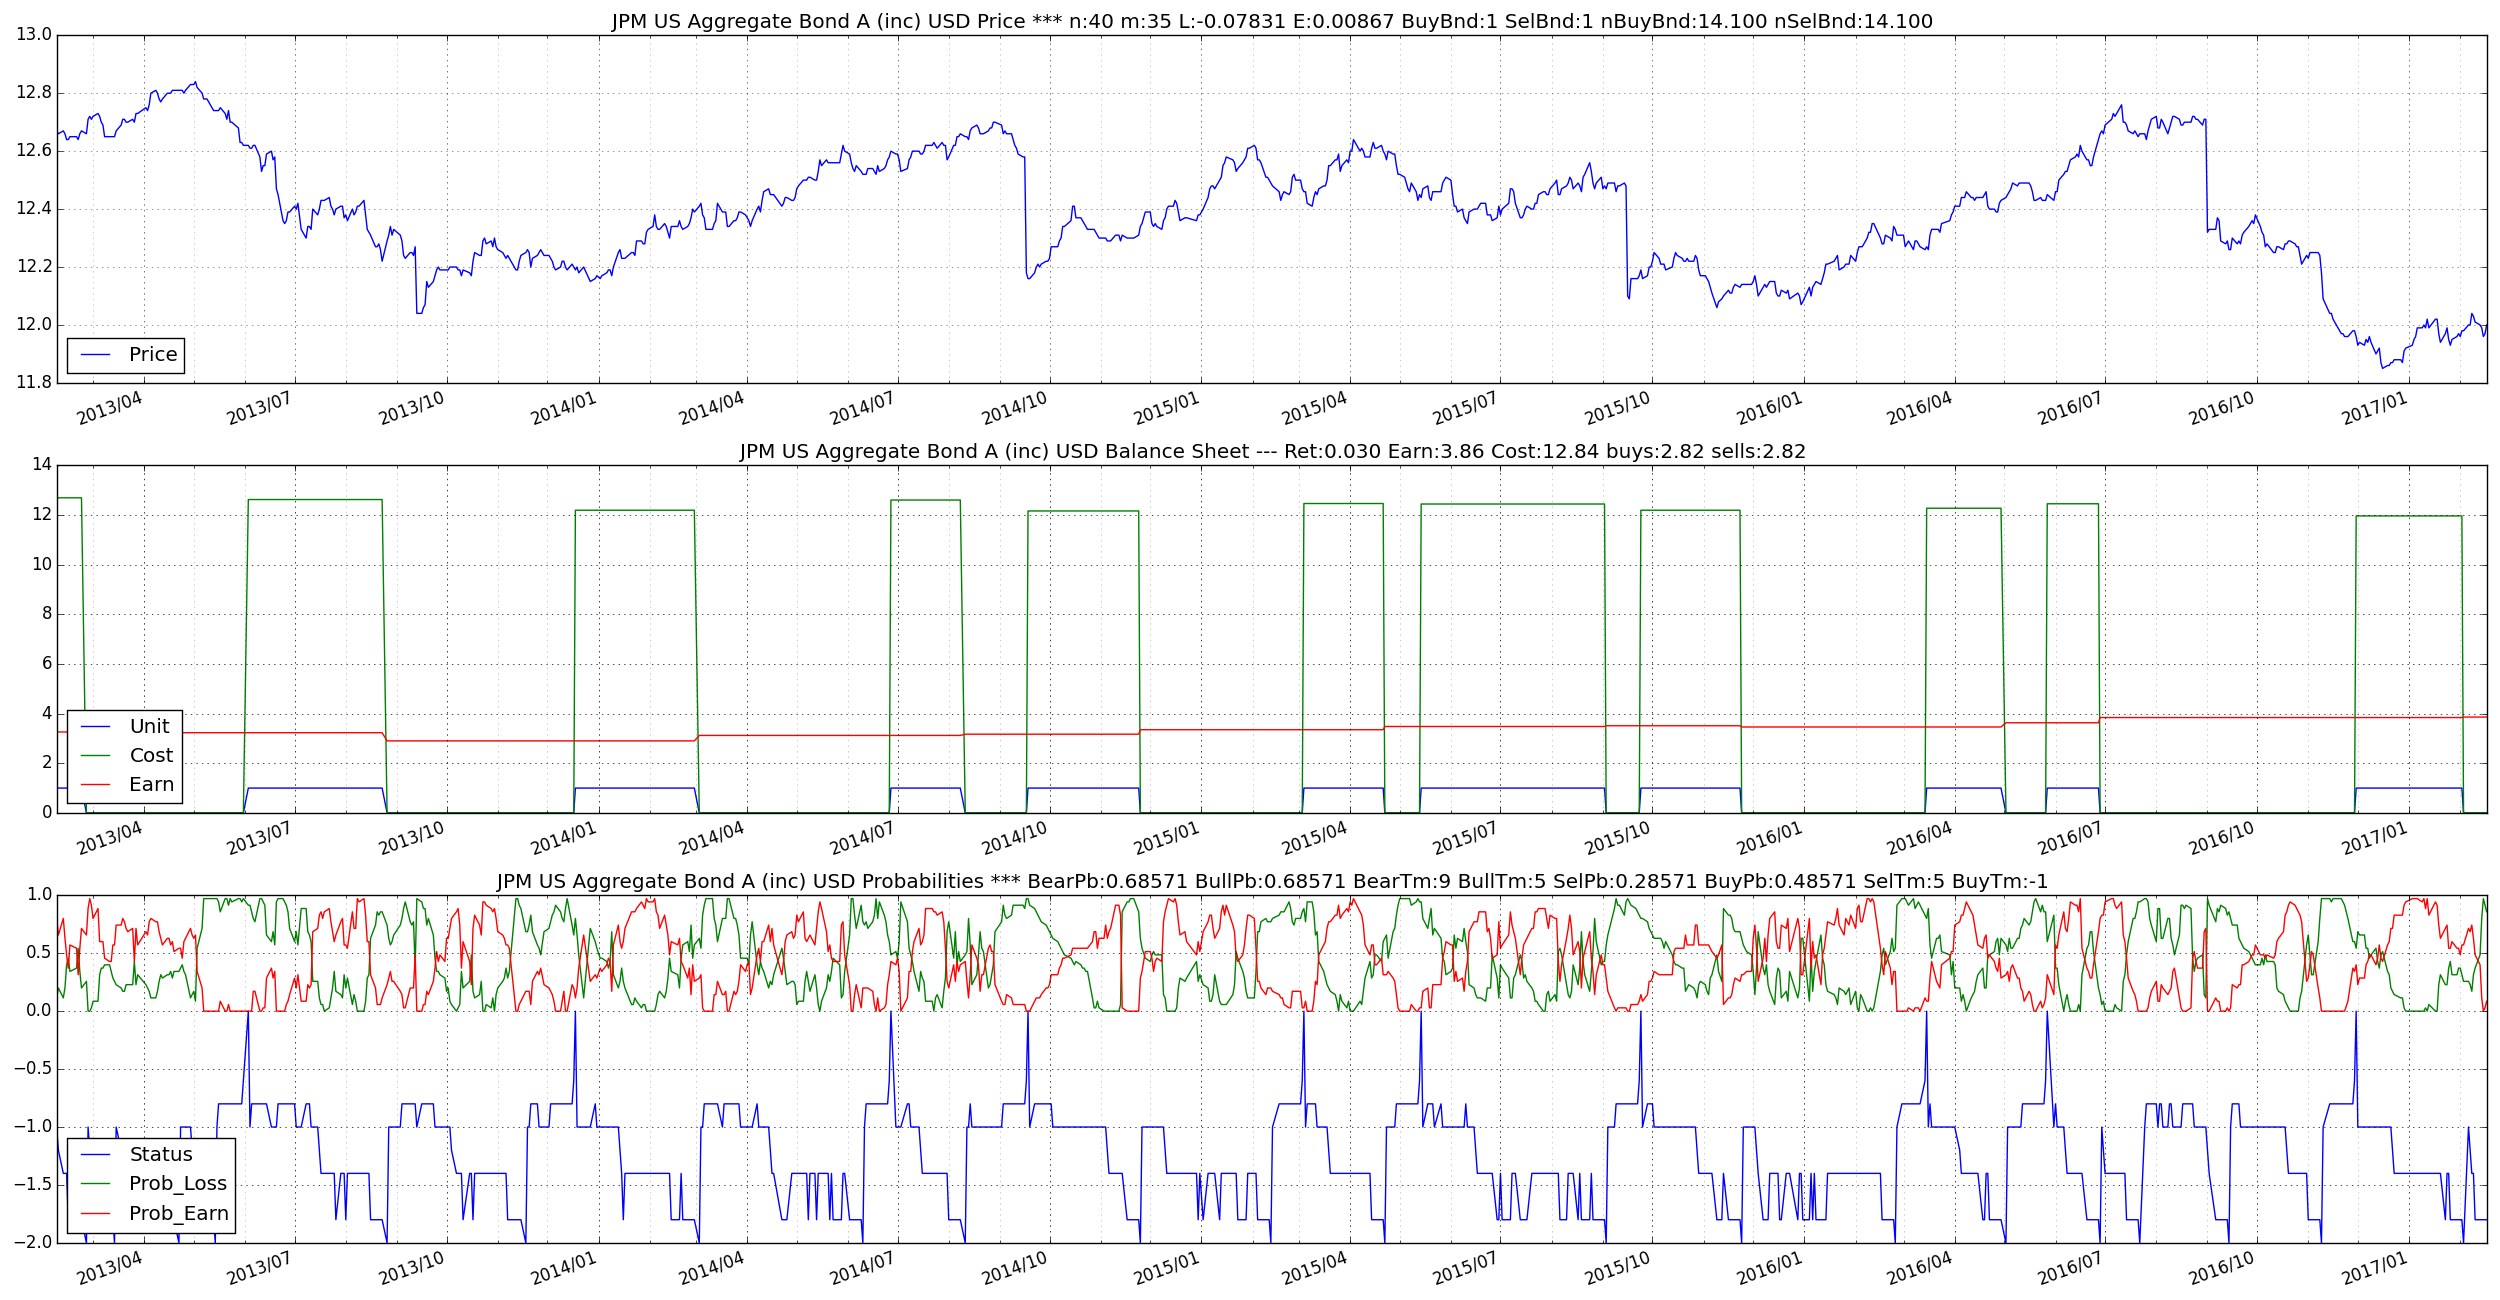 JPM US Aggregate Bond A (inc) USD Price *** n:40 m:35 L:-0.07831 E:0.00867 BuyBnd:1 SelBnd:1 nBuyBnd:14.100 nSelBnd:14.100
13.0
12.8
12.6
12.4
12.2
12.0
11.8
Price
2013/04 2013/07 2013/10 2014/01 2014/04 2014/07 2014/10 2015/01 2015/04 2015/07 2015/10 2016/01 2016/04 2016/07 2016/10 2017/01
JPM US Aggregate Bond A (inc) USD Balance Sheet --- Ret:0.030 Earn:3.86 Cost:12.84 buys:2.82 sells:2.82
14
12
10
8
6
4
2
0
Unit
Cost
Earn
2013/04 2013/07 2013/10 2014/01 2014/04 2014/07 2014/10 2015/01 2015/04 2015/07 2015/10 2016/01 2016/04 2016/07 2016/10 2017/01
JPM US Aggregate Bond A (inc) USD Probabilities *** BearPb:0.68571 BullPb:0.68571 BearTm:9 BullTm:5 SelPb:0.28571 BuyPb:0.48571 SelTm:5 BuyTm:-1
1.0
0.5
0.0
−0.5
−1.0
−1.5
−2.0
Status
Prob_Loss
Prob_Earn
2013/04 2013/07 2013/10 2014/01 2014/04 2014/07 2014/10 2015/01 2015/04 2015/07 2015/10 2016/01 2016/04 2016/07 2016/10 2017/01